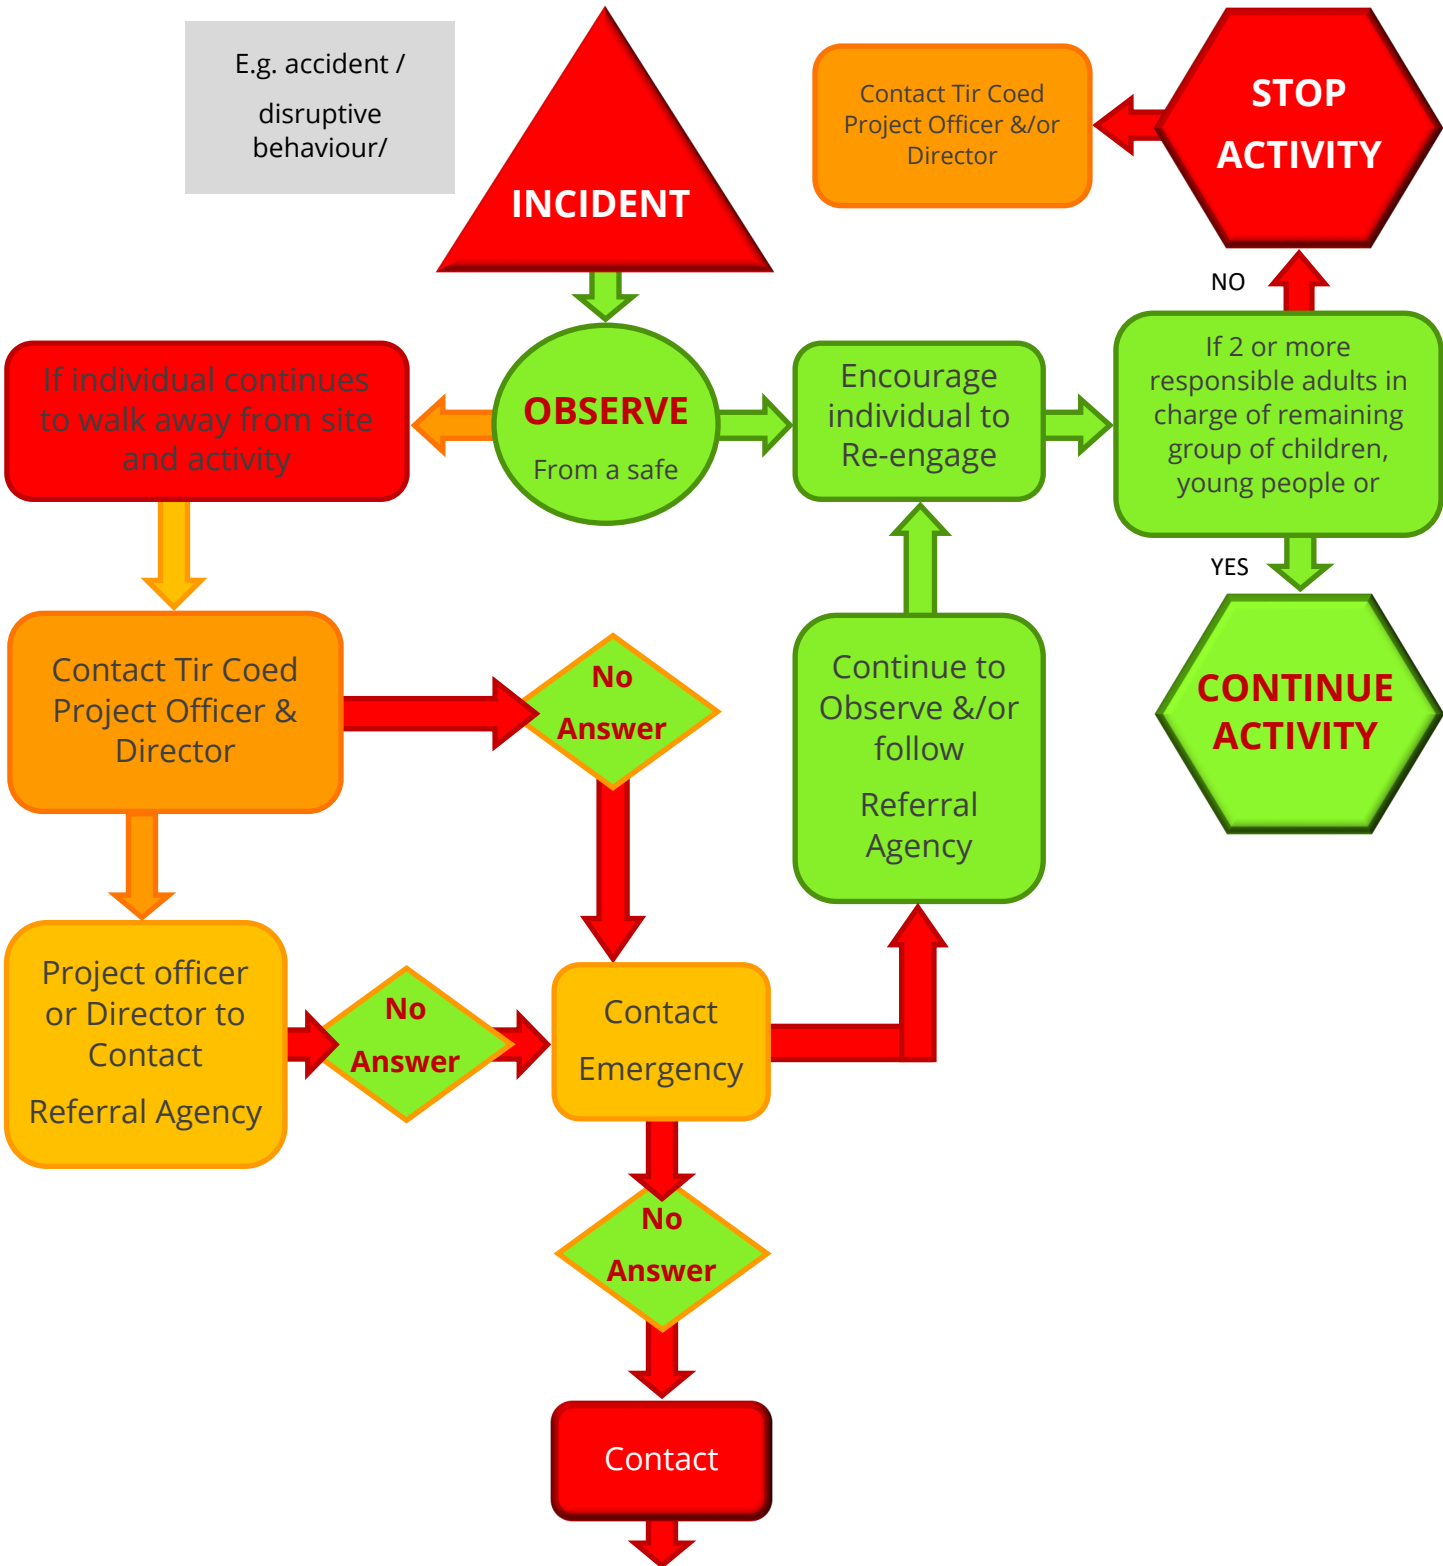 E.g. accident /
disruptive
behaviour/
INCIDENT
Contact Tir Coed
Project Officer &/or
Director
STOP
ACTIVITY
NO
If individual continues
to walk away from site
and activity
OBSERVE
From a safe
Encourage
individual to
Re-engage
If 2 or more
responsible adults in
charge of remaining
group of children,
young people or
YES
CONTINUE
ACTIVITY
Contact Tir Coed
Project Officer &
Director
No
Answer
Continue to
Observe &/or
follow
Referral
Agency
Project officer
or Director to
Contact
Referral Agency
No
Answer
Contact
Emergency
No
Answer
Contact